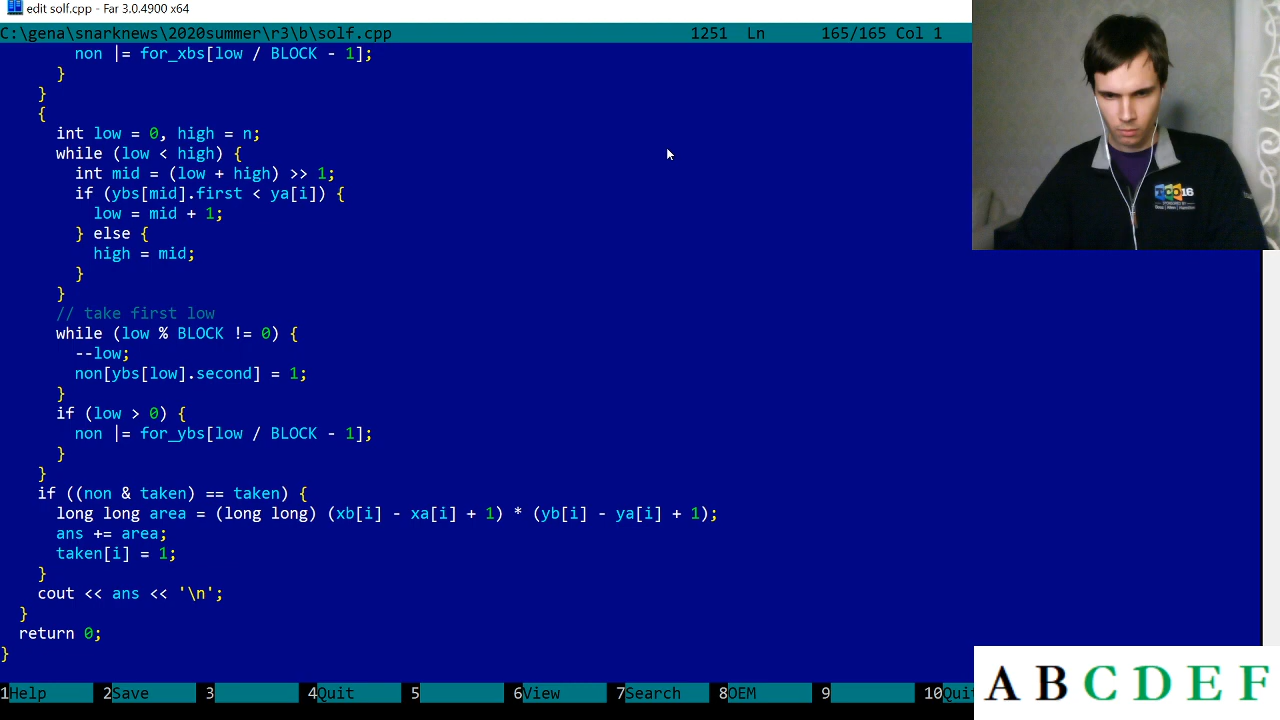 edit solf.cpp - Far 3.0.4900 x64
C:\gena\snarknews\2020summer\r3\b\solf.cpp 1251 Ln 165/165 Col 1
non |= for_xbs[low / BLOCK - 1];
}
}
{
int low = 0, high = n;
while (low < high) {
int mid = (low + high) >> 1;
if (ybs[mid].first < ya[i]) {
low = mid + 1;
} else {
high = mid;
}
}
// take first low
while (low % BLOCK != 0) {
--low;
non[ybs[low].second] = 1;
}
if (low > 0) {
non |= for_ybs[low / BLOCK - 1];
}
}
if ((non & taken) == taken) {
long long area = (long long) (xb[i] - xa[i] + 1) * (yb[i] - ya[i] + 1);
ans += area;
taken[i] = 1;
}
cout << ans << '\n';
}
return 0;
}
1Help 2Save 3 4Quit 5 6View 7Search 8OEM 9 10Qui
TCO16
A B C D E F